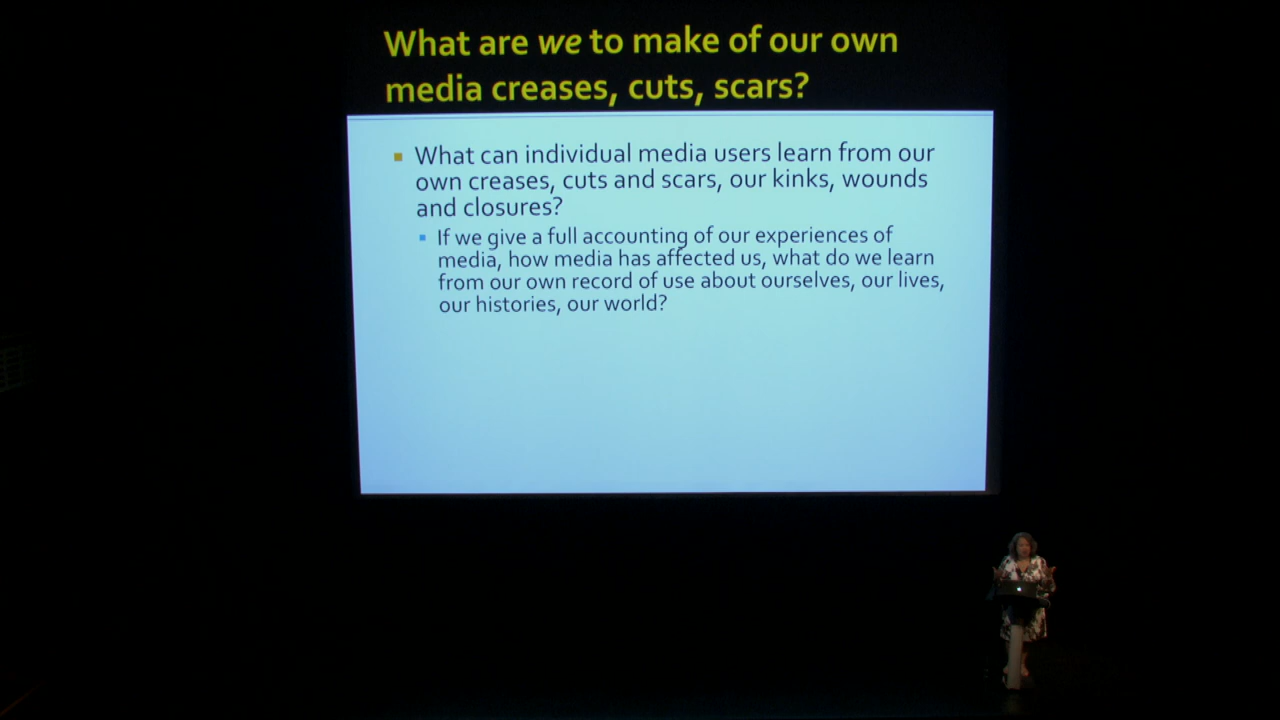 What are we to make of our own
media creases, cuts, scars?
What can individual media users learn from our
own creases, cuts and scars, our kinks, wounds
and closures?
If we give a full accounting of our experiences of
media, how media has affected us, what do we learn
from our own record of use about ourselves, our lives,
our histories, our world?